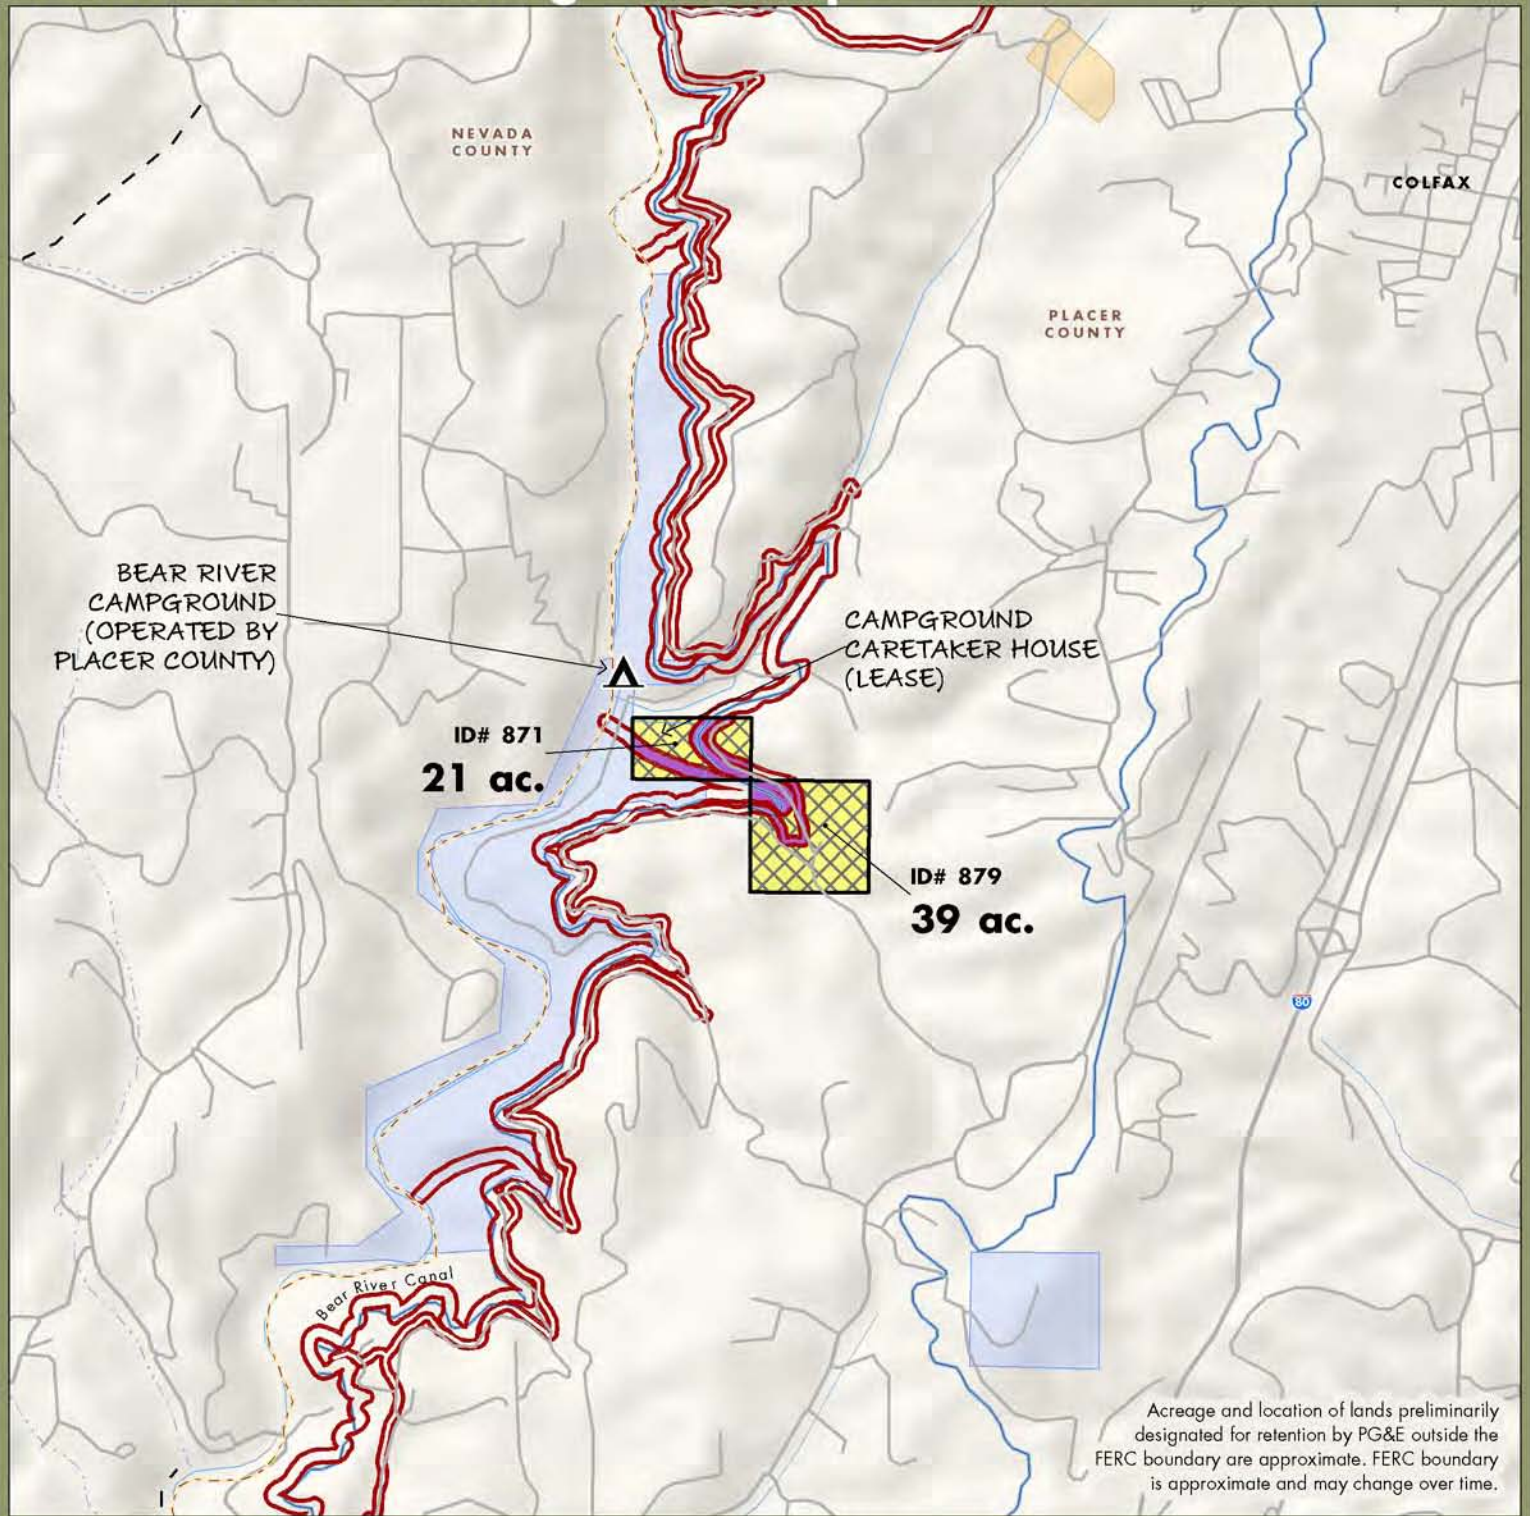 NEVADA
COUNTY
COLFAX
PLACER
COUNTY
BEAR RIVER
CAMPGROUND
(OPERATED BY
PLACER COUNTY)
CAMPGROUND
CARETAKER HOUSE
(LEASE)
ID# 871
21 ac.
ID# 879
39 ac.
80
Bear River Canal
Acreage and location of lands preliminarily
designated for retention by PG&E outside the
FERC boundary are approximate. FERC boundary
is approximate and may change over time.